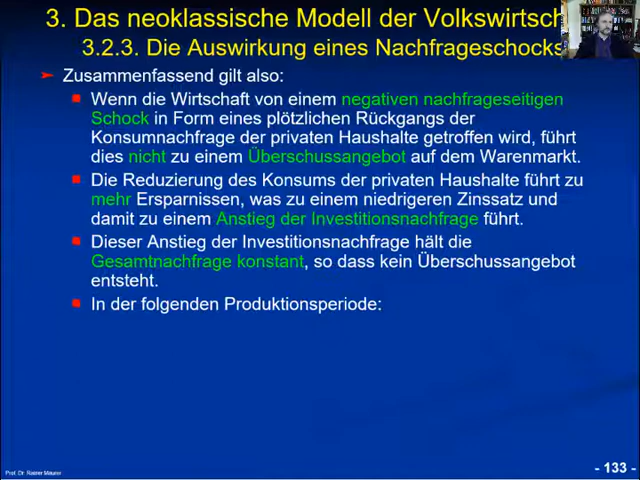 3. Das neoklassische Modell der Volkswirtsch
3.2.3. Die Auswirkung eines Nachfrageschocks
Zusammenfassend gilt also:
Wenn die Wirtschaft von einem negativen nachfrageseitigen
Schock in Form eines plötzlichen Rückgangs der
Konsumnachfrage der privaten Haushalte getroffen wird, führt
dies nicht zu einem Überschussangebot auf dem Warenmarkt.
Die Reduzierung des Konsums der privaten Haushalte führt zu
mehr Ersparnissen, was zu einem niedrigeren Zinssatz und
damit zu einem Anstieg der Investitionsnachfrage führt.
Dieser Anstieg der Investitionsnachfrage hält die
Gesamtnachfrage konstant, so dass kein Überschussangebot
entsteht.
In der folgenden Produktionsperiode:
Prof. Dr. Rainer Maurer
- 133 -